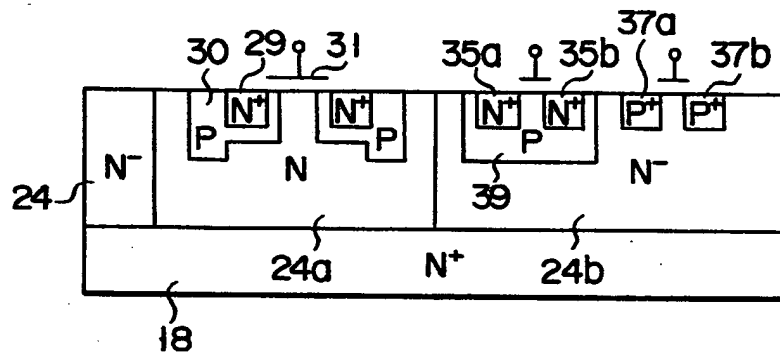 37a
30 29 31 35a 35b 37b
N+ N+ N+ N+ P+ P+
P P P
N- N N-
24 39
24a N+ 24b
18